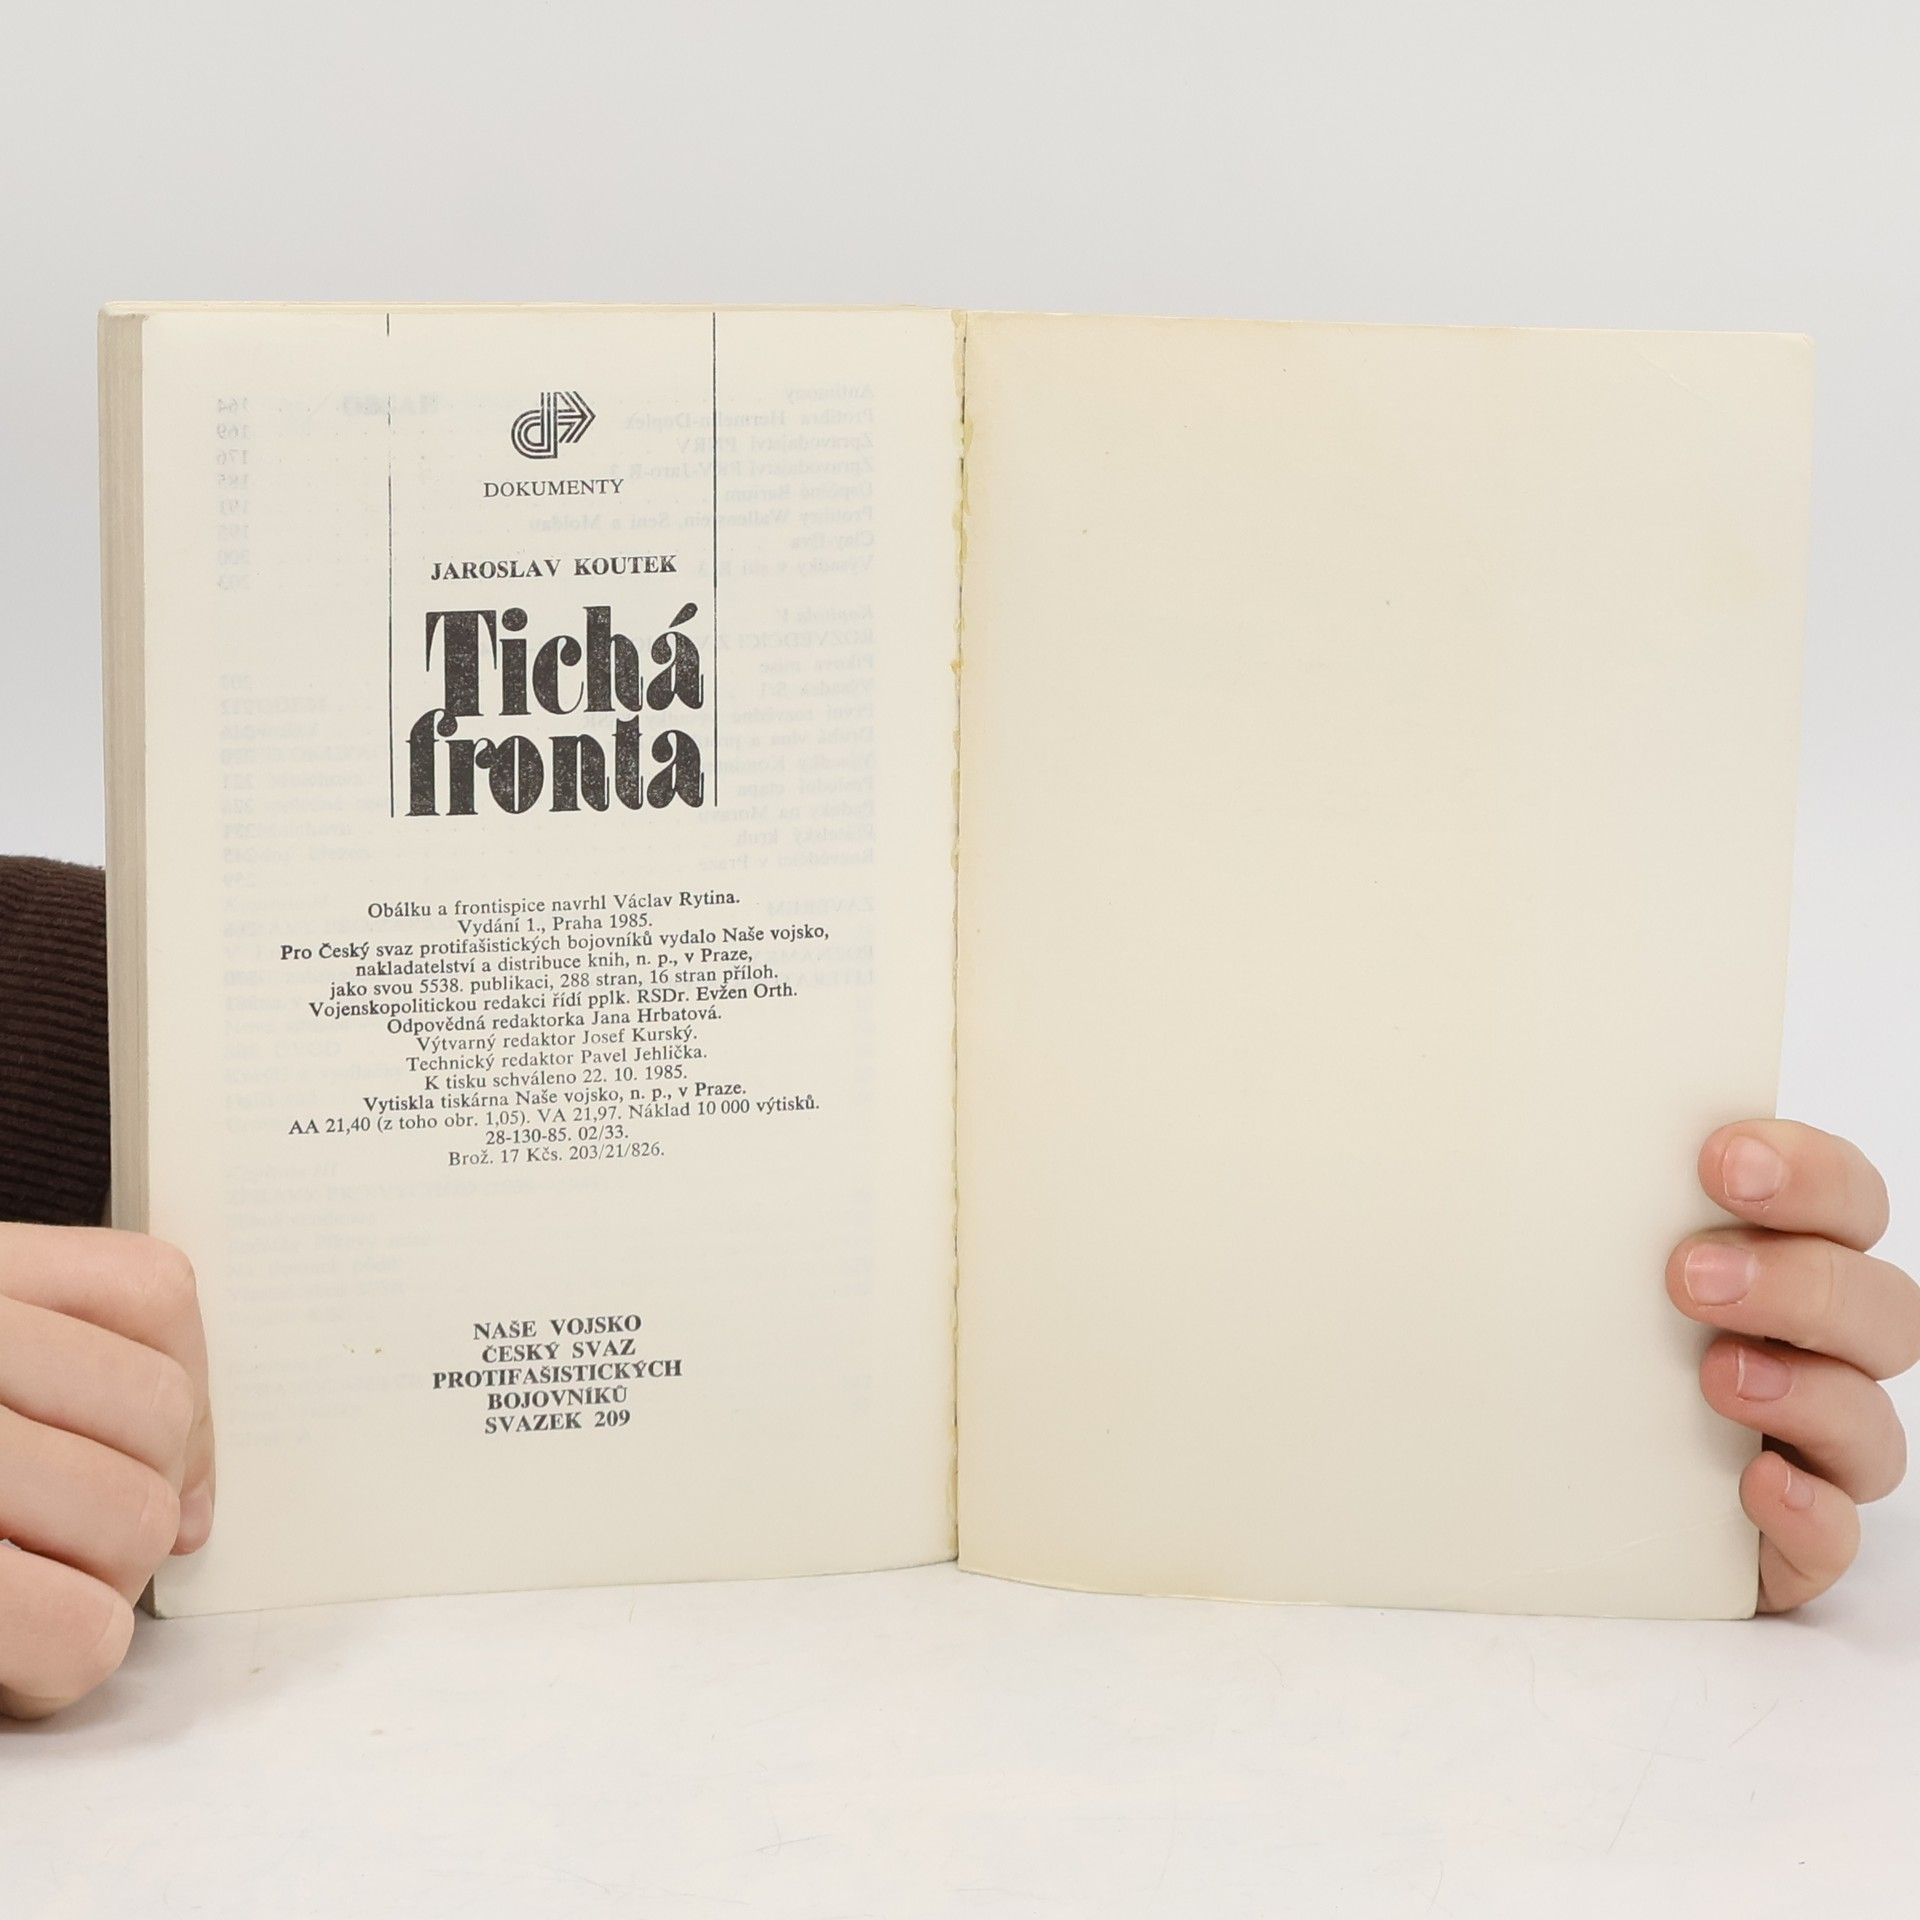 DOKUMENTY
JAROSLAV KOUTEK
Tichá
fronta
Obálku a frontispice navrhl Václav Rytina.
Vydání 1., Praha 1985.
Pro Český svaz protifašistických bojovníků vydalo Naše vojsko,
nakladatelství a distribuce knih, n. p., v Praze,
jako svou 5538. publikaci, 288 stran, 16 stran příloh.
Vojenskopolitickou redakci řídí pplk. RSDr. Evžen Orth.
Odpovědná redaktorka Jana Hrbatová.
Výtvarný redaktor Josef Kurský.
Technický redaktor Pavel Jehlička.
K tisku schváleno 22. 10. 1985.
Vytiskla tiskárna Naše vojsko, n. p., v Praze.
AA 21,40 (z toho obr. 1,05). VA 21,97. Náklad 10 000 výtisků.
28-130-85. 02/33.
Brož. 17 Kčs. 203/21/826.
NAŠE VOJSKO
ČESKÝ SVAZ
PROTIFAŠISTICKÝCH
BOJOVNÍKŮ
SVAZEK 209